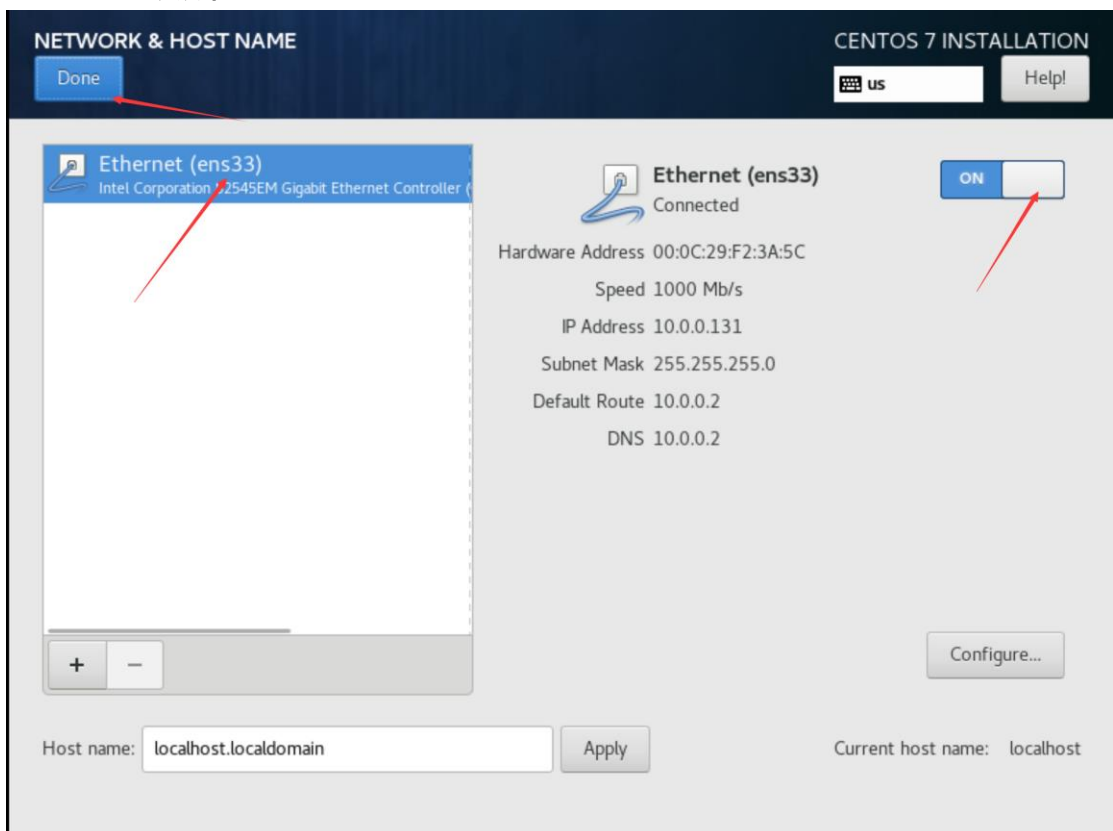 NETWORK & HOST NAME
CENTOS 7 INSTALLATION
Done
us
Help!
Ethernet (ens33)
Intel Corporation 82545EM Gigabit Ethernet Controller (
Ethernet (ens33)
Connected
ON
Hardware Address 00:0C:29:F2:3A:5C
Speed 1000 Mb/s
IP Address 10.0.0.131
Subnet Mask 255.255.255.0
Default Route 10.0.0.2
DNS 10.0.0.2
+ −
Configure...
Host name: localhost.localdomain
Apply
Current host name: localhost